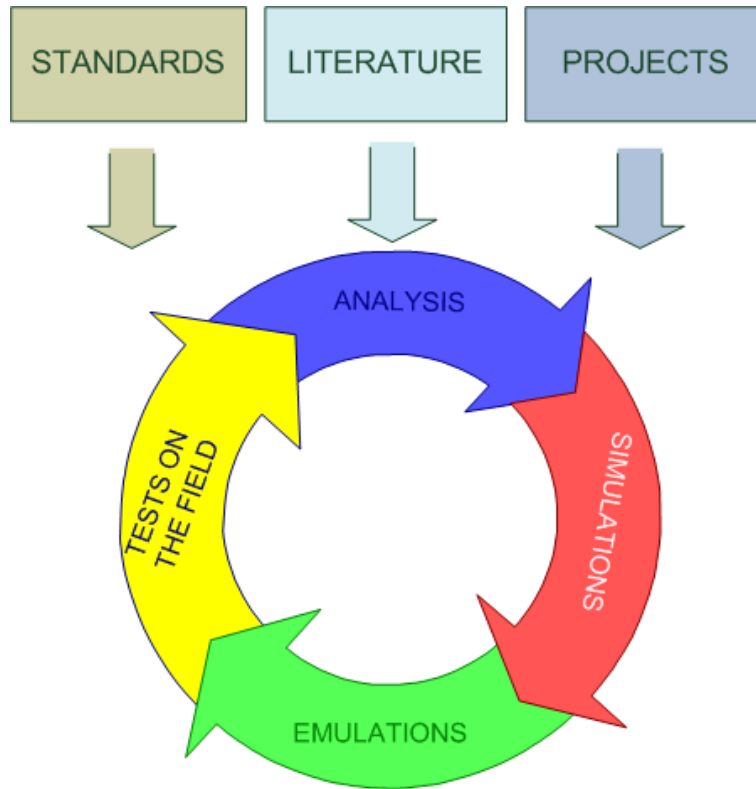 STANDARDS
LITERATURE
PROJECTS
ANALYSIS
SIMULATIONS
EMULATIONS
TESTS ON
THE FIELD